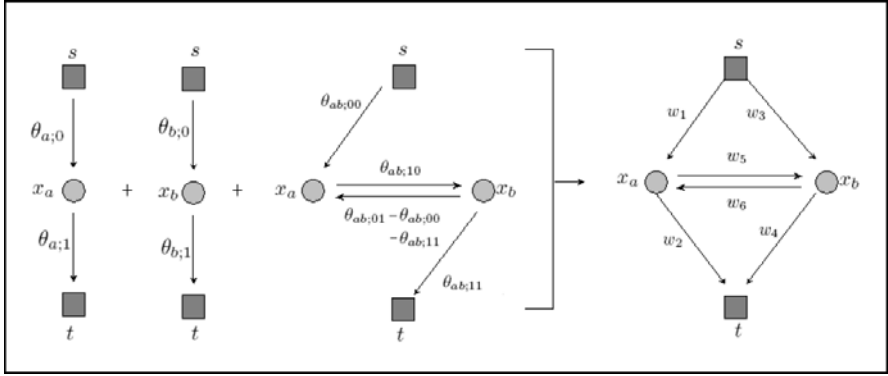 s
s
s
s
θ_{a;0}
θ_{b;0}
θ_{ab;00}
w_1
w_3
x_a
+
x_b
+
x_a
θ_{ab;10}
x_b
x_a
w_5
x_b
θ_{ab;01} −θ_{ab;00}
−θ_{ab;11}
w_6
θ_{a;1}
θ_{b;1}
θ_{ab;11}
w_2
w_4
t
t
t
t